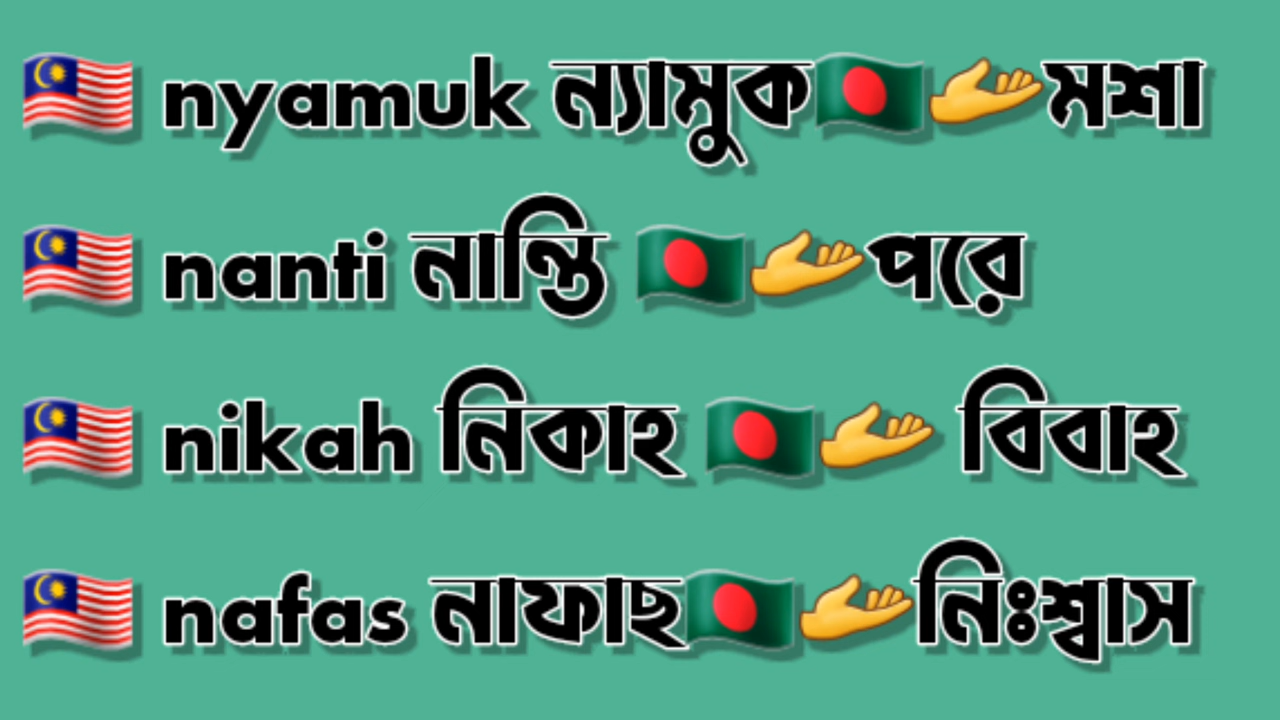 🇲🇾 nyamuk ন্যামুক🇧🇩🫴মশা
🇲🇾 nanti নান্তি 🇧🇩🫴পরে
🇲🇾 nikah নিকাহ 🇧🇩🫴 বিবাহ
🇲🇾 nafas নাফাছ🇧🇩🫴নিঃশ্বাস